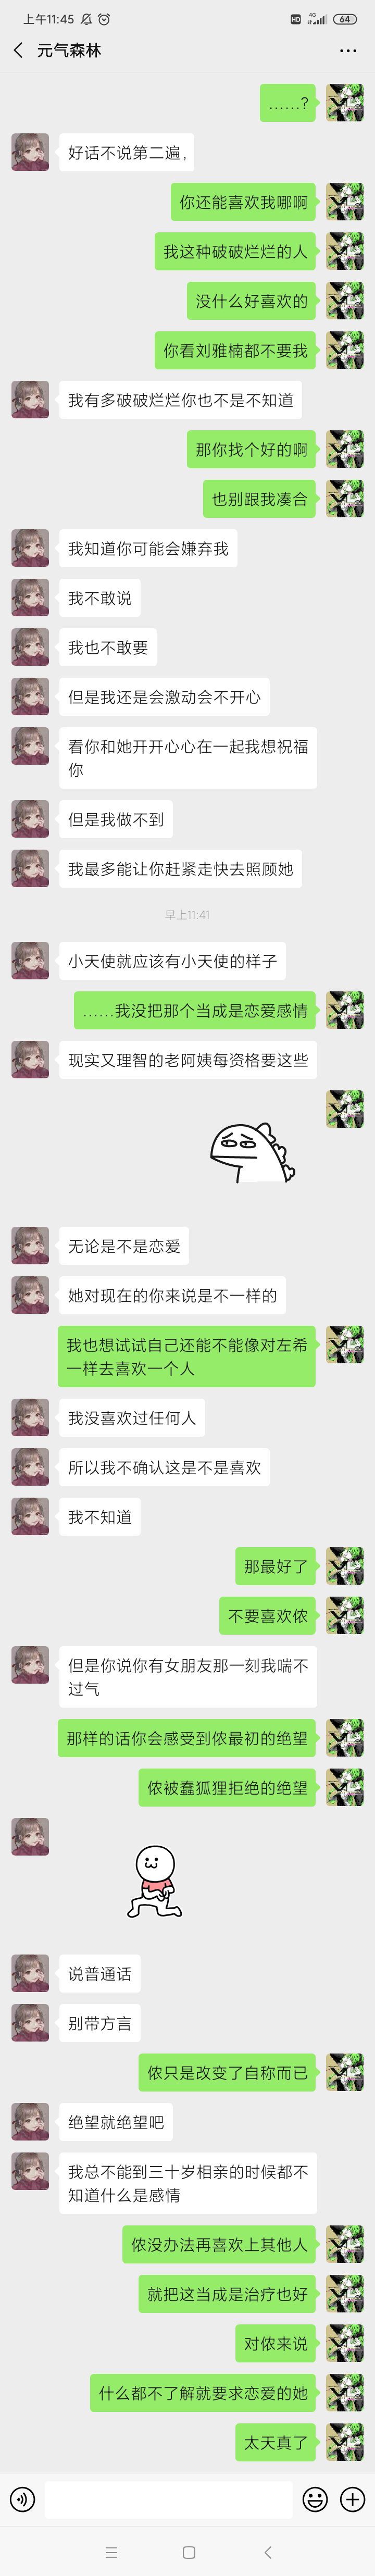 上午11:45
HD
4G
64
元气森林
......?
好话不说第二遍，
你还能喜欢我哪啊
我这种破破烂烂的人
没什么好喜欢的
你看刘雅楠都不要我
我有多破破烂烂你也不是不知道
那你找个好的啊
也别跟我凑合
我知道你可能会嫌弃我
我不敢说
我也不敢要
但是我还是会激动会不开心
看你和她开开心心在一起我想祝福
你
但是我做不到
我最多能让你赶紧走快去照顾她
早上11:41
小天使就应该有小天使的样子
......我没把那个当成是恋爱感情
现实又理智的老阿姨每资格要这些
无论是不是恋爱
她对现在的你来说是不一样的
我也想试试自己还能不能像对左希
一样去喜欢一个人
我没喜欢过任何人
所以我不确认这是不是喜欢
我不知道
那最好了
不要喜欢侬
但是你说你有女朋友那一刻我喘不
过气
那样的话你会感受到侬最初的绝望
侬被蠢狐狸拒绝的绝望
说普通话
别带方言
侬只是改变了自称而已
绝望就绝望吧
我总不能到三十岁相亲的时候都不
知道什么是感情
侬没办法再喜欢上其他人
就把这当成是治疗也好
对侬来说
什么都不了解就要求恋爱的她
太天真了